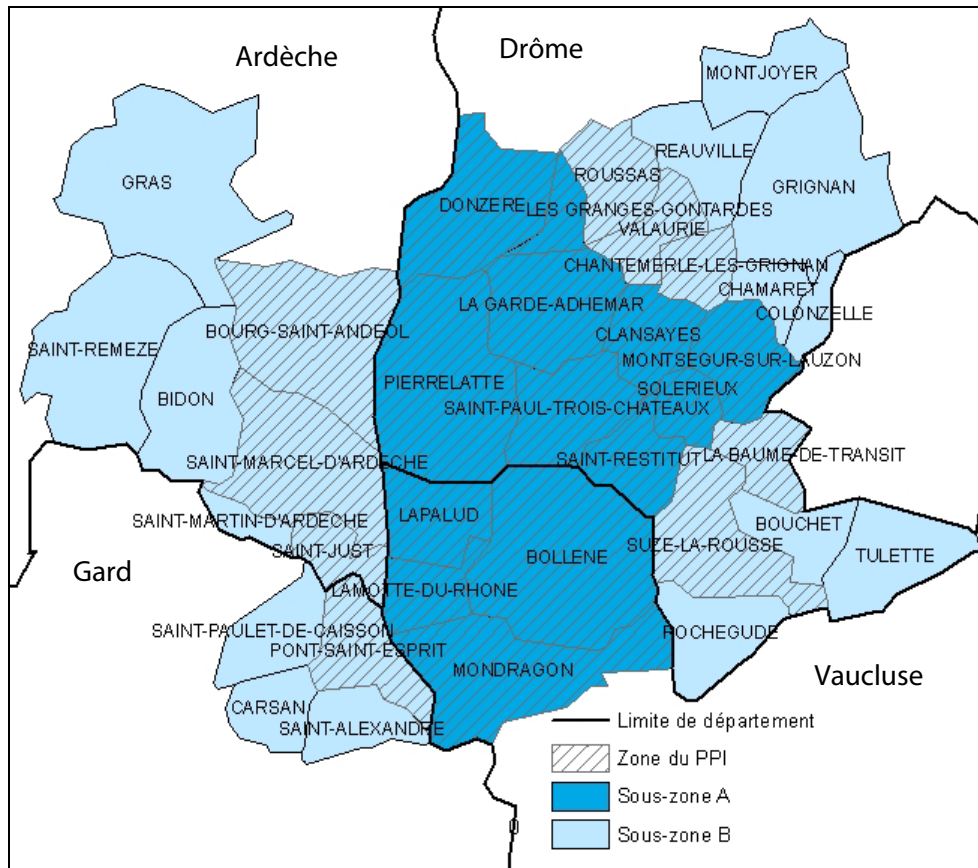 Ardèche
Drôme
MONTJOYER
REAUVILLE
ROUSSAS
GRAS
GRIGNAN
DONZERE
LES GRANGES-GONTARDES
VALAURIE
CHANTEMERLE-LES-GRIGNAN
CHAMARET
LA GARDE-ADHEMAR
COLONZELLE
BOURG-SAINT-ANDEOL
CLANSAYES
SAINT-REMEZE
MONTSEGUR-SUR-LAUZON
PIERRELATTE
SOLERIEUX
BIDON
SAINT-PAUL-TROIS-CHATEAUX
SAINT-RESTITUT
LA BAUME-DE-TRANSIT
SAINT-MARCEL-D'ARDECHE
SAINT-MARTIN-D'ARDECHE
LAPALUD
BOUCHET
SAINT-JUST
BOLLENE
SUZE-LA-ROUSSE
TULETTE
Gard
LAMOTTE-DU-RHONE
SAINT-PAULET-DE-CAISSON
ROCHEGUDE
PONT-SAINT-ESPRIT
MONDRAGON
Vaucluse
CARSAN
SAINT-ALEXANDRE
Limite de département
Zone du PPI
Sous-zone A
Sous-zone B